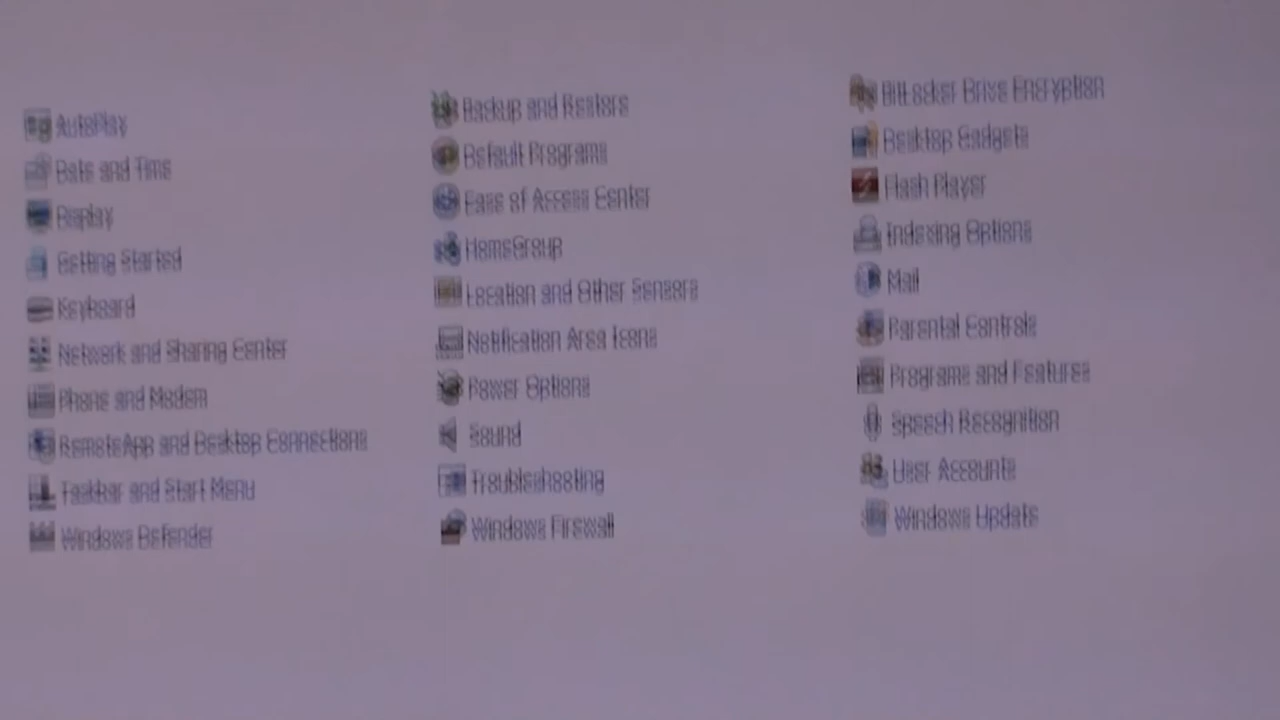 AutoPlay
Date and Time
Display
Getting Started
Keyboard
Network and Sharing Center
Phone and Modem
RemoteApp and Desktop Connections
Taskbar and Start Menu
Windows Defender
Backup and Restore
Default Programs
Ease of Access Center
HomeGroup
Location and Other Sensors
Notification Area Icons
Power Options
Sound
Troubleshooting
Windows Firewall
BitLocker Drive Encryption
Desktop Gadgets
Flash Player
Indexing Options
Mail
Parental Controls
Programs and Features
Speech Recognition
User Accounts
Windows Update